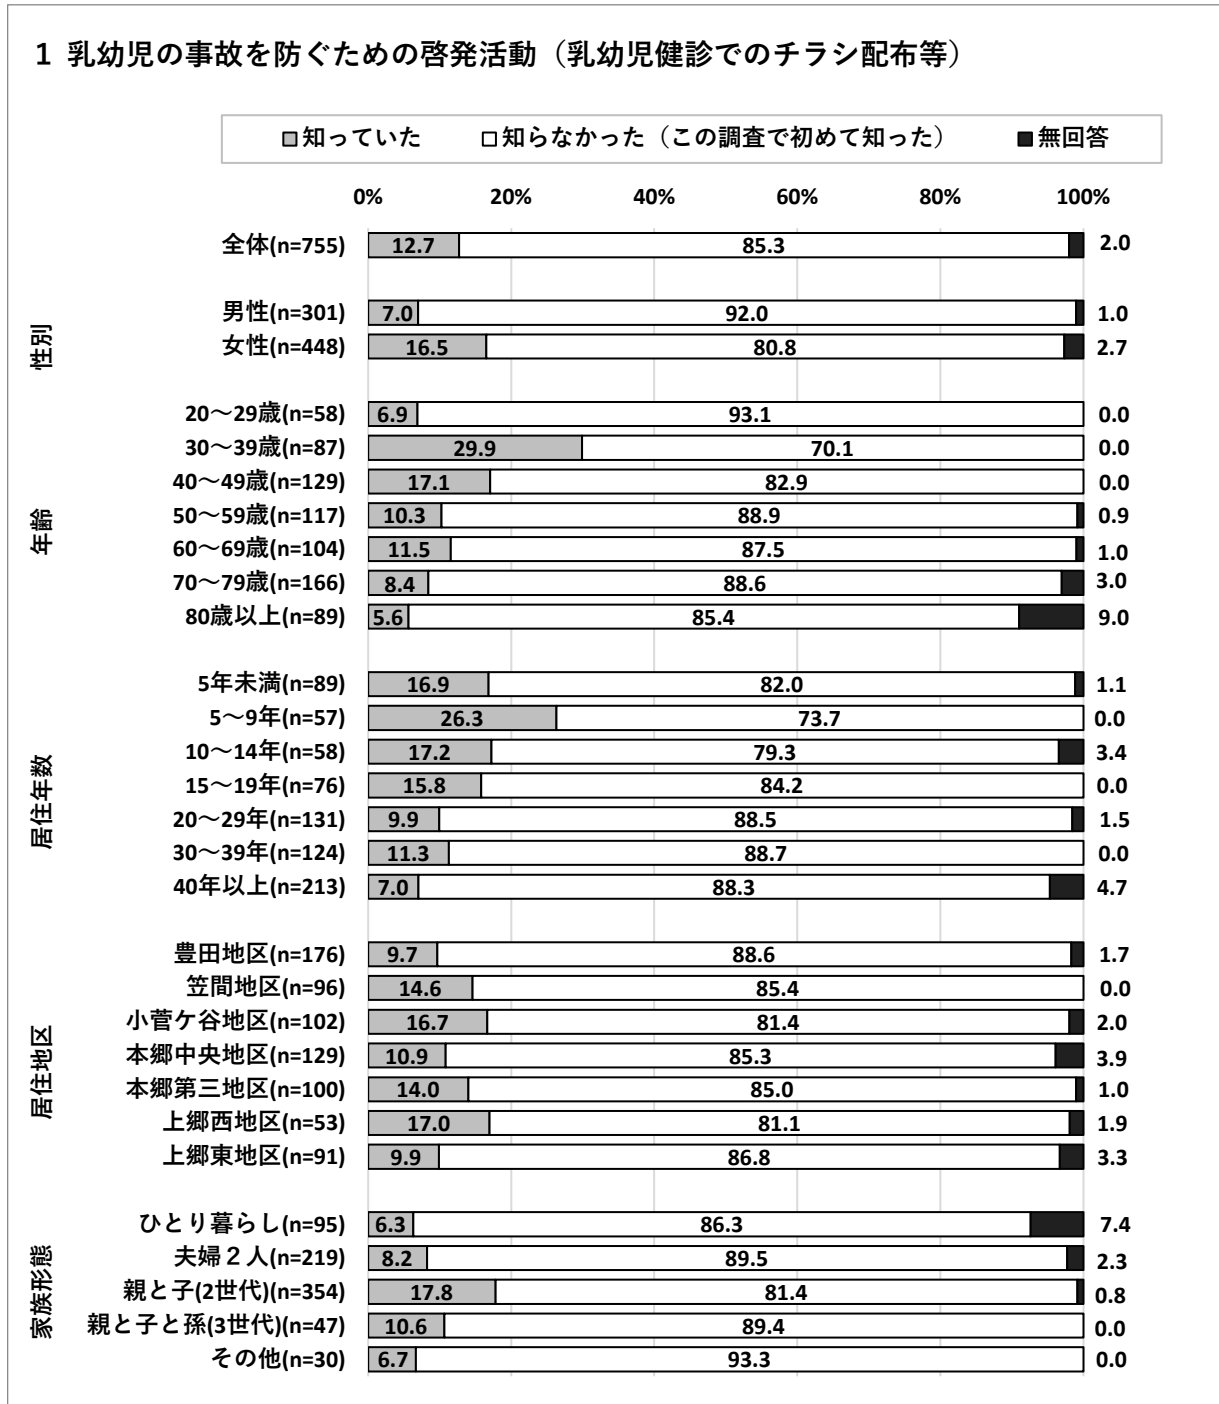 1 乳幼児の事故を防ぐための啓発活動（乳幼児健診でのチラシ配布等）
知っていた 知らなかった（この調査で初めて知った） 無回答
0% 20% 40% 60% 80% 100%
全体(n=755) 12.7 85.3 2.0
性別
男性(n=301) 7.0 92.0 1.0
女性(n=448) 16.5 80.8 2.7
年齢
20～29歳(n=58) 6.9 93.1 0.0
30～39歳(n=87) 29.9 70.1 0.0
40～49歳(n=129) 17.1 82.9 0.0
50～59歳(n=117) 10.3 88.9 0.9
60～69歳(n=104) 11.5 87.5 1.0
70～79歳(n=166) 8.4 88.6 3.0
80歳以上(n=89) 5.6 85.4 9.0
居住年数
5年未満(n=89) 16.9 82.0 1.1
5～9年(n=57) 26.3 73.7 0.0
10～14年(n=58) 17.2 79.3 3.4
15～19年(n=76) 15.8 84.2 0.0
20～29年(n=131) 9.9 88.5 1.5
30～39年(n=124) 11.3 88.7 0.0
40年以上(n=213) 7.0 88.3 4.7
居住地区
豊田地区(n=176) 9.7 88.6 1.7
笠間地区(n=96) 14.6 85.4 0.0
小菅ケ谷地区(n=102) 16.7 81.4 2.0
本郷中央地区(n=129) 10.9 85.3 3.9
本郷第三地区(n=100) 14.0 85.0 1.0
上郷西地区(n=53) 17.0 81.1 1.9
上郷東地区(n=91) 9.9 86.8 3.3
家族形態
ひとり暮らし(n=95) 6.3 86.3 7.4
夫婦２人(n=219) 8.2 89.5 2.3
親と子(2世代)(n=354) 17.8 81.4 0.8
親と子と孫(3世代)(n=47) 10.6 89.4 0.0
その他(n=30) 6.7 93.3 0.0